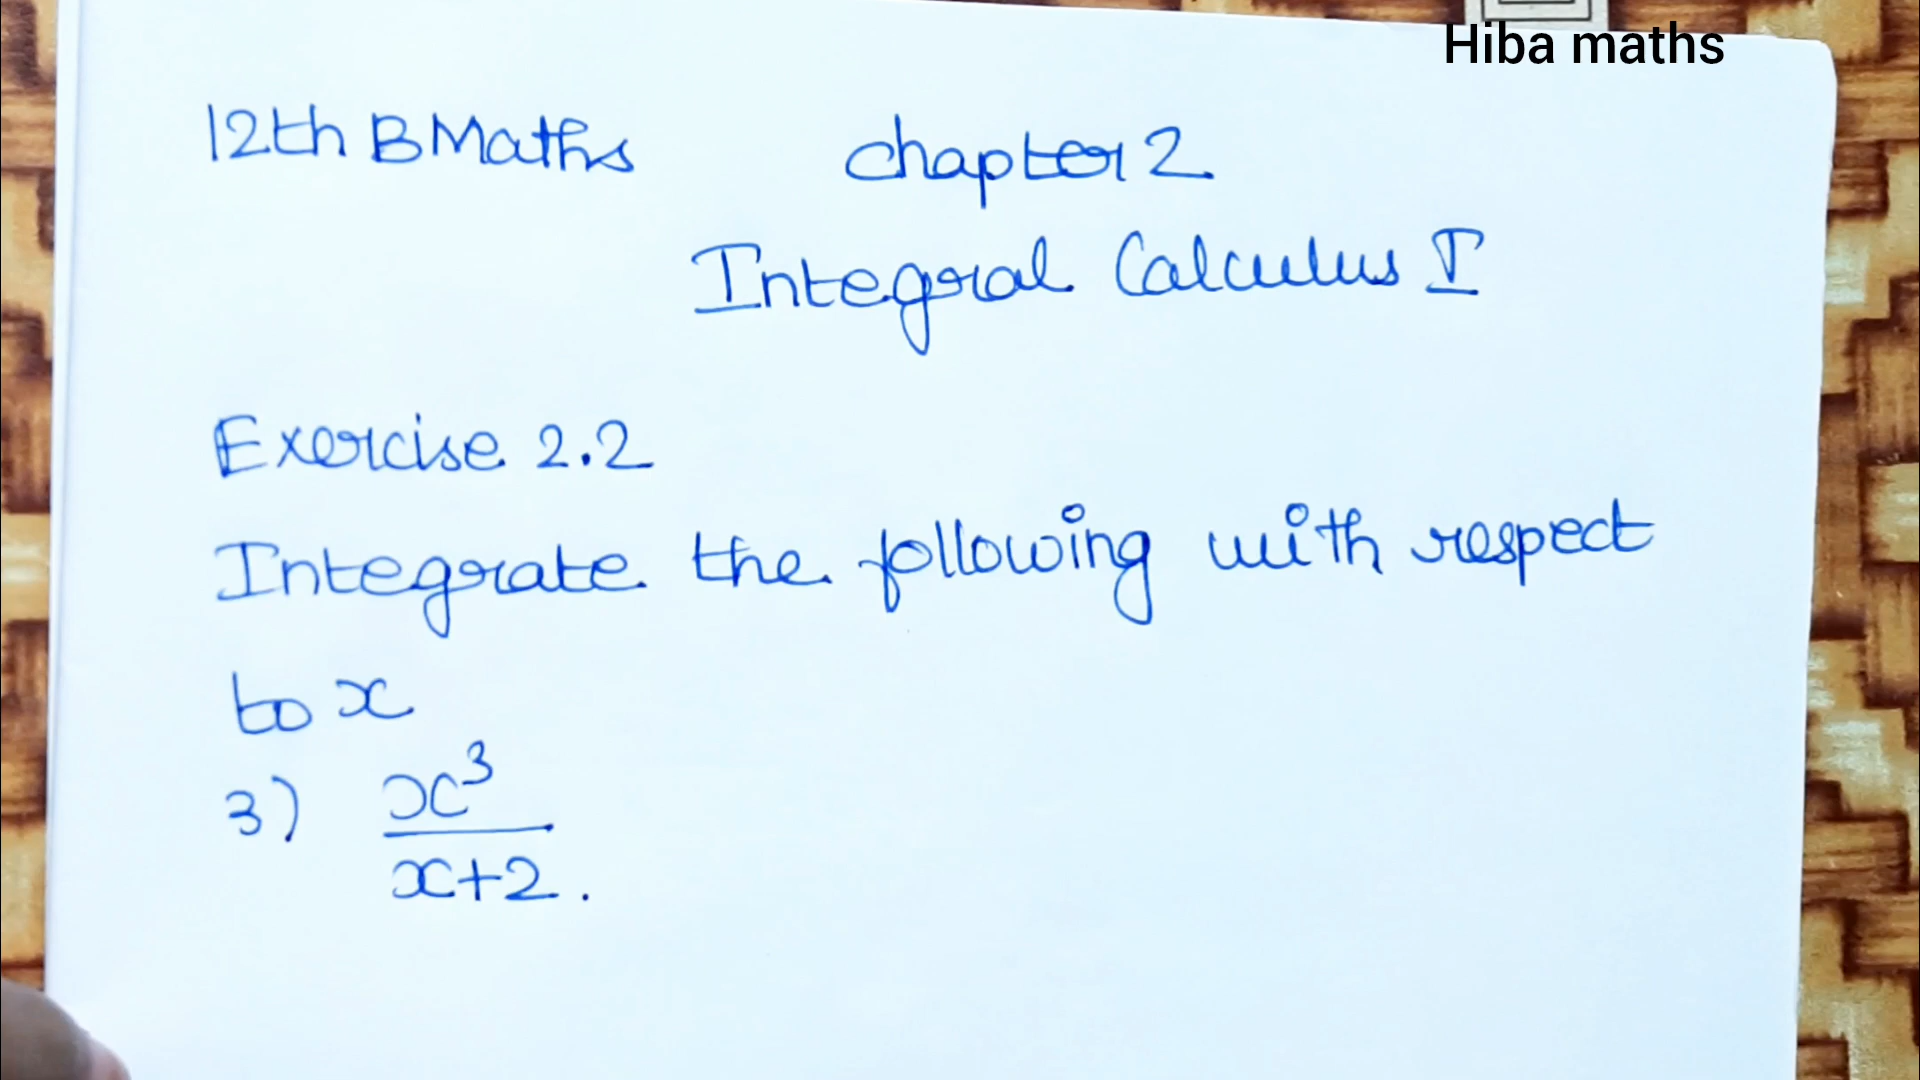 Hiba maths
12th B Maths chapter 2
Integral Calculus I
Exercise 2.2
Integrate the following with respect
to x
3) x³
x+2.